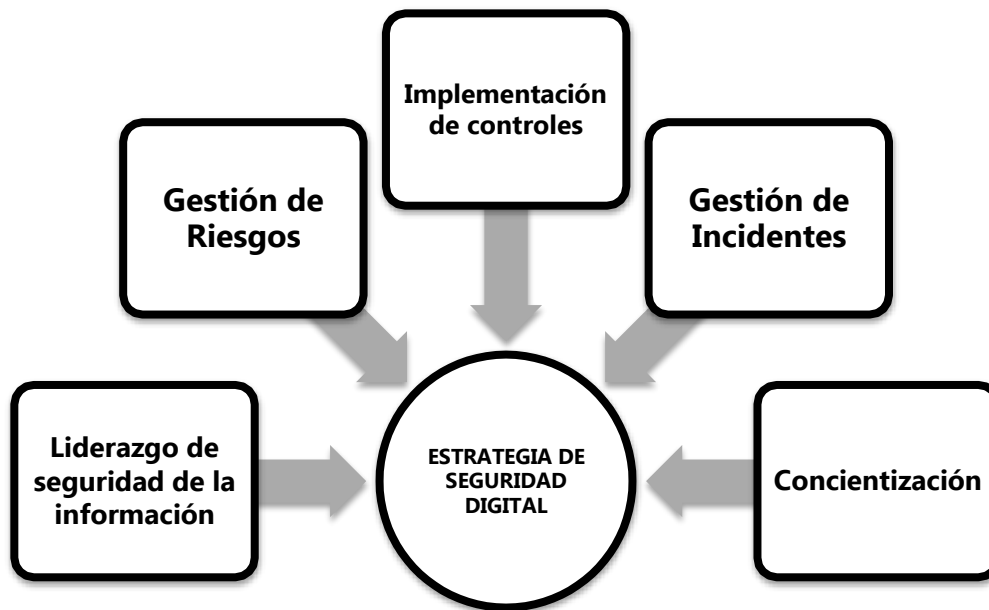 Implementación
de controles
Gestión de
Riesgos
Gestión de
Incidentes
Liderazgo de
seguridad de la
información
ESTRATEGIA DE
SEGURIDAD
DIGITAL
Concientización